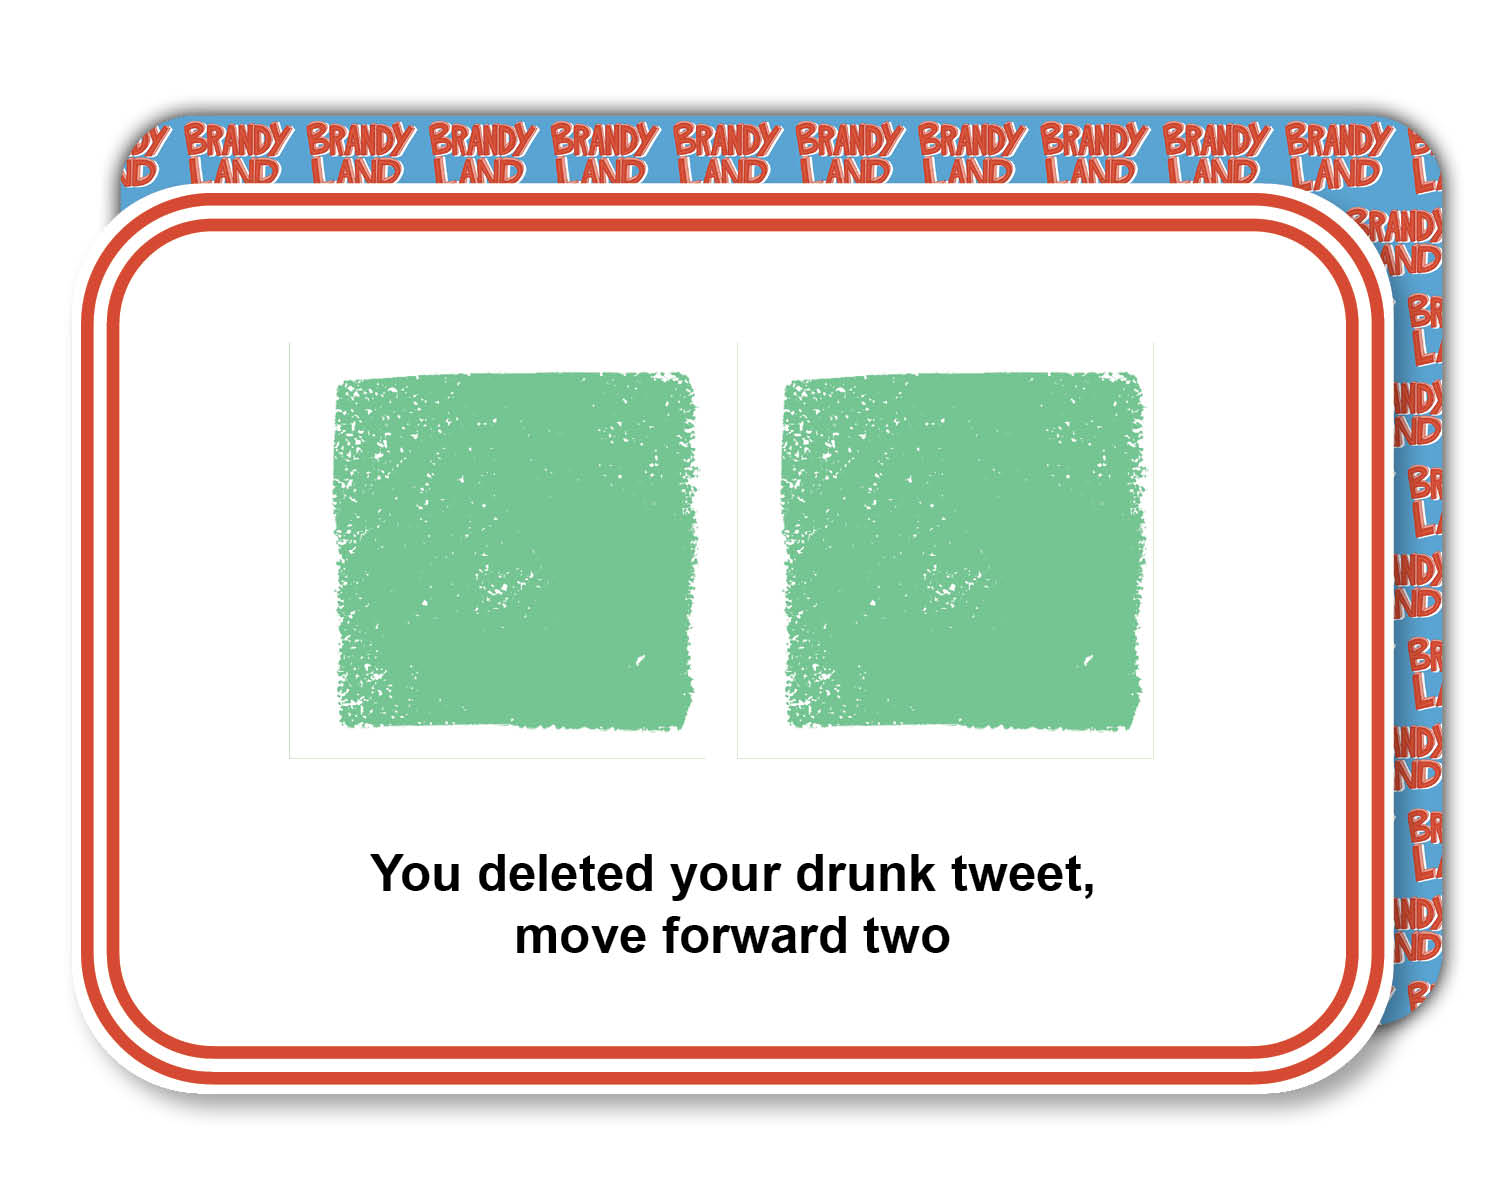 BRANDY BRANDY BRANDY BRANDY BRANDY BRANDY BRANDY BRANDY BRANDY BRANDY
LAND LAND LAND LAND LAND LAND LAND LAND LAND LAND
You deleted your drunk tweet,
move forward two